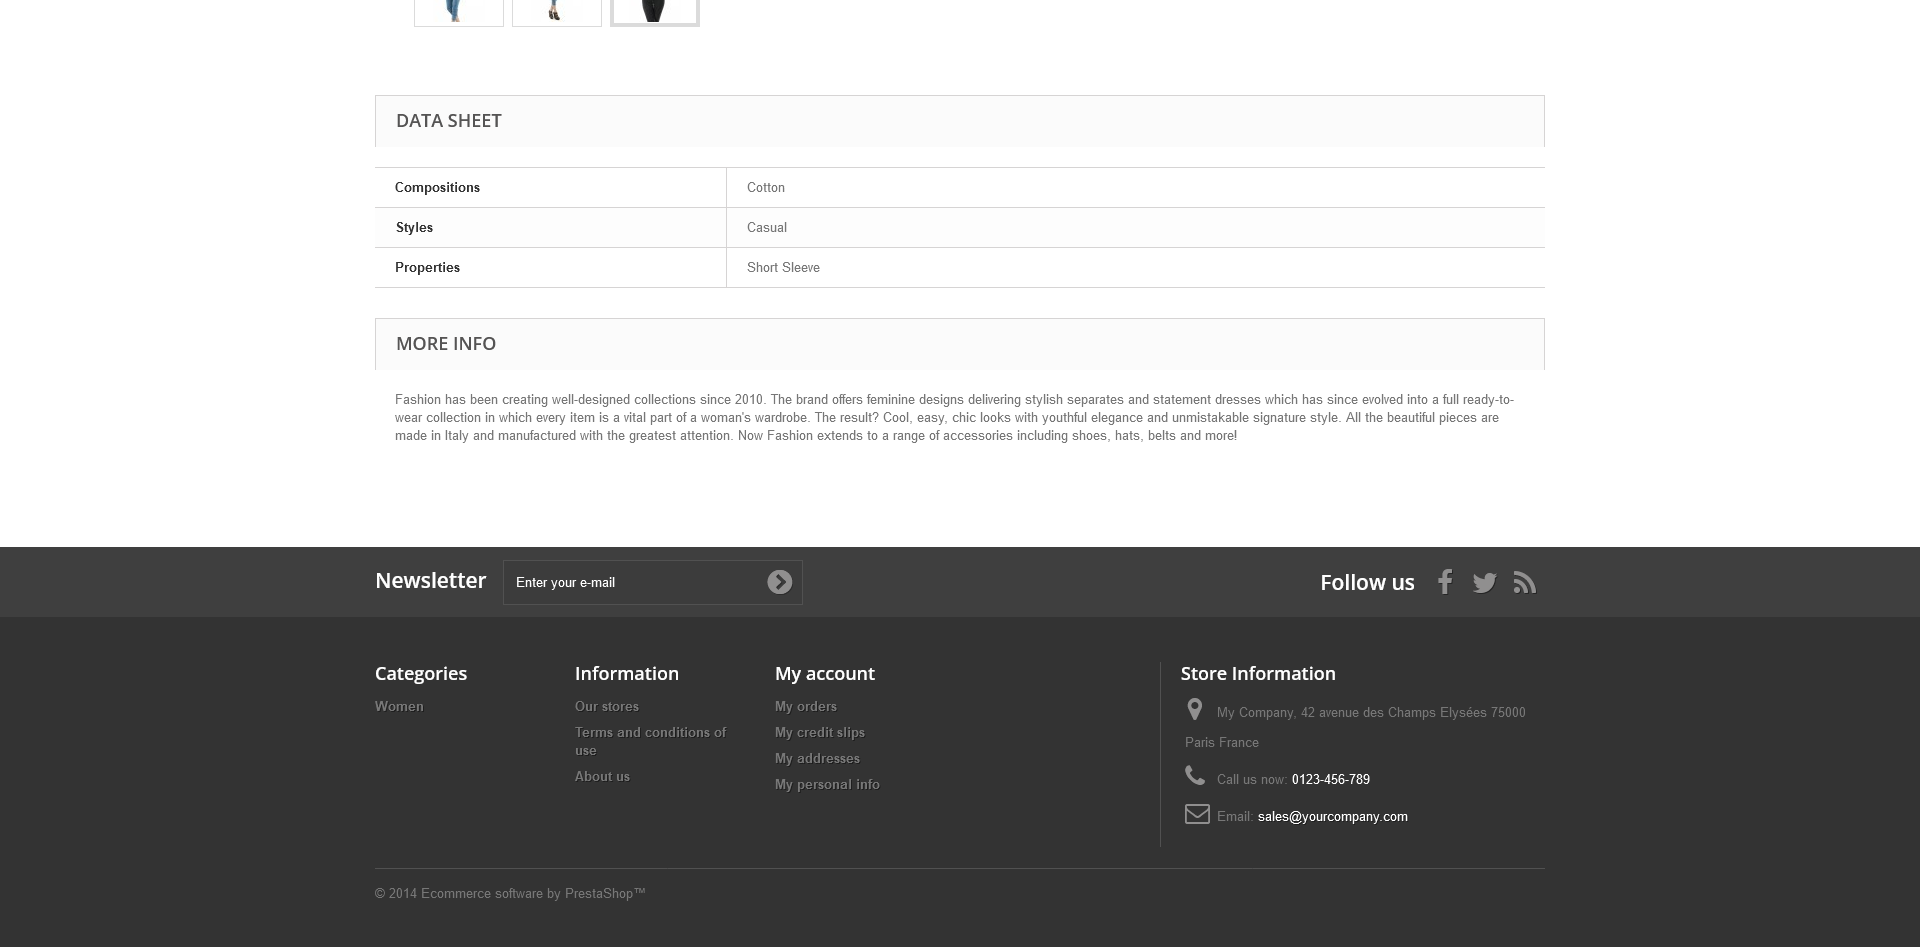 DATA SHEET
Compositions Cotton
Styles Casual
Properties Short Sleeve
MORE INFO
Fashion has been creating well-designed collections since 2010. The brand offers feminine designs delivering stylish separates and statement dresses which has since evolved into a full ready-to-
wear collection in which every item is a vital part of a woman's wardrobe. The result? Cool, easy, chic looks with youthful elegance and unmistakable signature style. All the beautiful pieces are
made in Italy and manufactured with the greatest attention. Now Fashion extends to a range of accessories including shoes, hats, belts and more!
Newsletter Enter your e-mail
Follow us
Categories
Women
Information
Our stores
Terms and conditions of
use
About us
My account
My orders
My credit slips
My addresses
My personal info
Store Information
My Company, 42 avenue des Champs Elysées 75000
Paris France
Call us now: 0123-456-789
Email: sales@yourcompany.com
© 2014 Ecommerce software by PrestaShop™